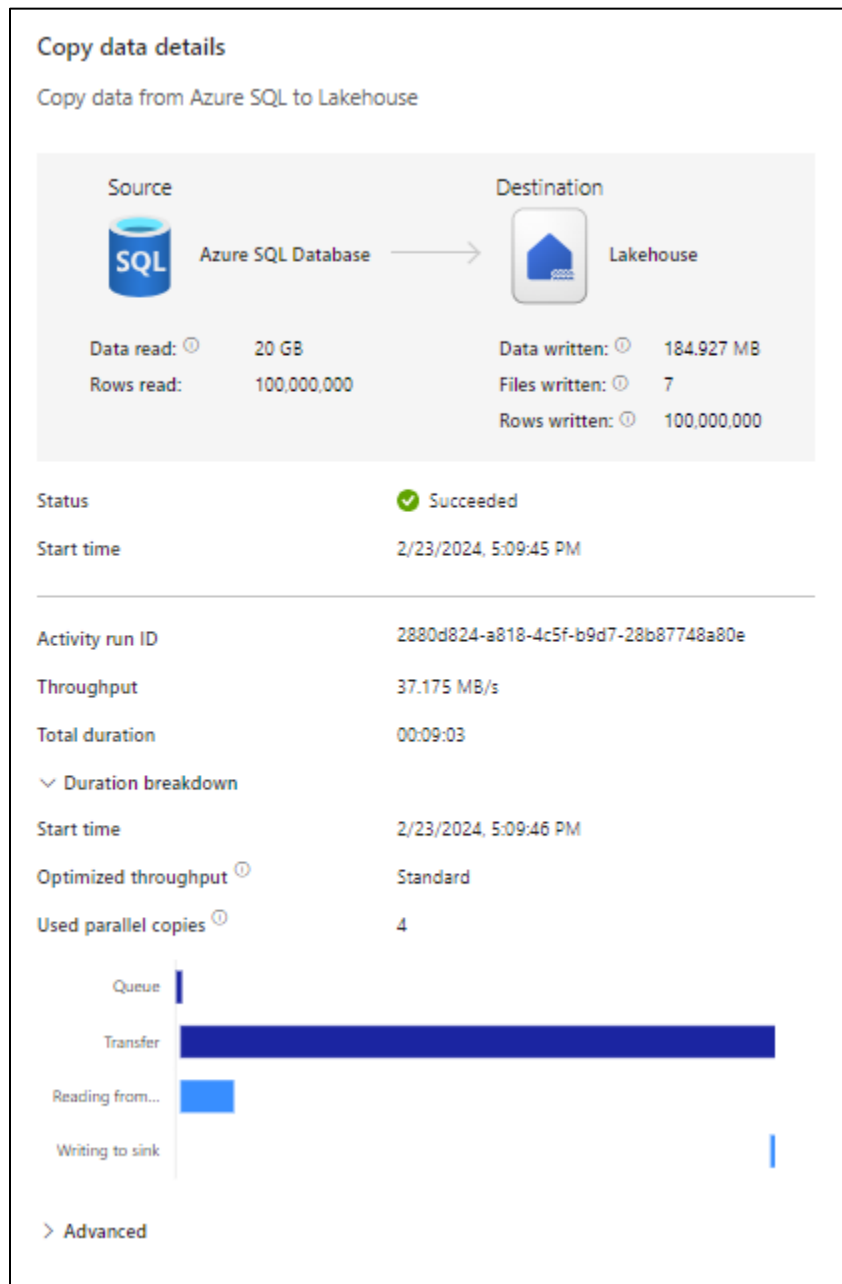 Copy data details
Copy data from Azure SQL to Lakehouse
Source
Destination
SQL
Azure SQL Database
Lakehouse
Data read: 20 GB
Rows read: 100,000,000
Data written: 184.927 MB
Files written: 7
Rows written: 100,000,000
Status Succeeded
Start time 2/23/2024, 5:09:45 PM
Activity run ID 2880d824-a818-4c5f-b9d7-28b87748a80e
Throughput 37.175 MB/s
Total duration 00:09:03
Duration breakdown
Start time 2/23/2024, 5:09:46 PM
Optimized throughput Standard
Used parallel copies 4
Queue
Transfer
Reading from...
Writing to sink
Advanced